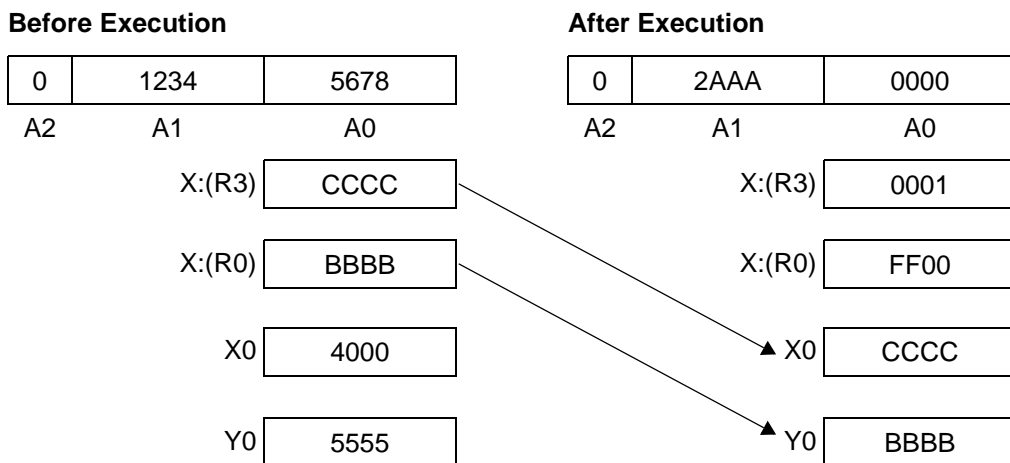 Before Execution After Execution
0 1234 5678 0 2AAA 0000
A2 A1 A0 A2 A1 A0
X:(R3) CCCC X:(R3) 0001
X:(R0) BBBB X:(R0) FF00
X0 4000 X0 CCCC
Y0 5555 Y0 BBBB